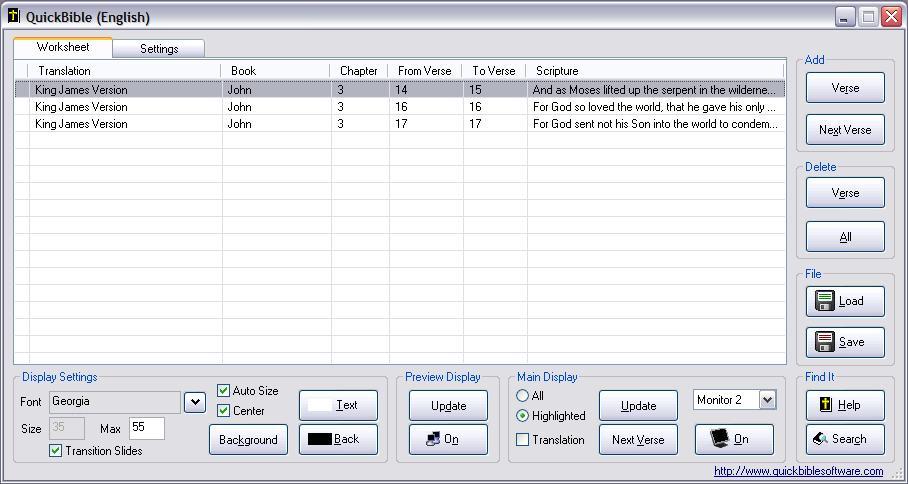 QuickBible (English)
Worksheet
Settings
Translation Book Chapter From Verse To Verse Scripture
King James Version John 3 14 15 And as Moses lifted up the serpent in the wilderne...
King James Version John 3 16 16 For God so loved the world, that he gave his only ...
King James Version John 3 17 17 For God sent not his Son into the world to condem...
Add
Verse
Next Verse
Delete
Verse
All
File
Load
Save
Display Settings
Font Georgia
Size 35 Max 55
Transition Slides
Auto Size
Center
Background
Text
Back
Preview Display
Update
On
Main Display
All
Highlighted
Translation
Update
Next Verse
Monitor 2
On
Find It
Help
Search
http://www.quickbiblesoftware.com